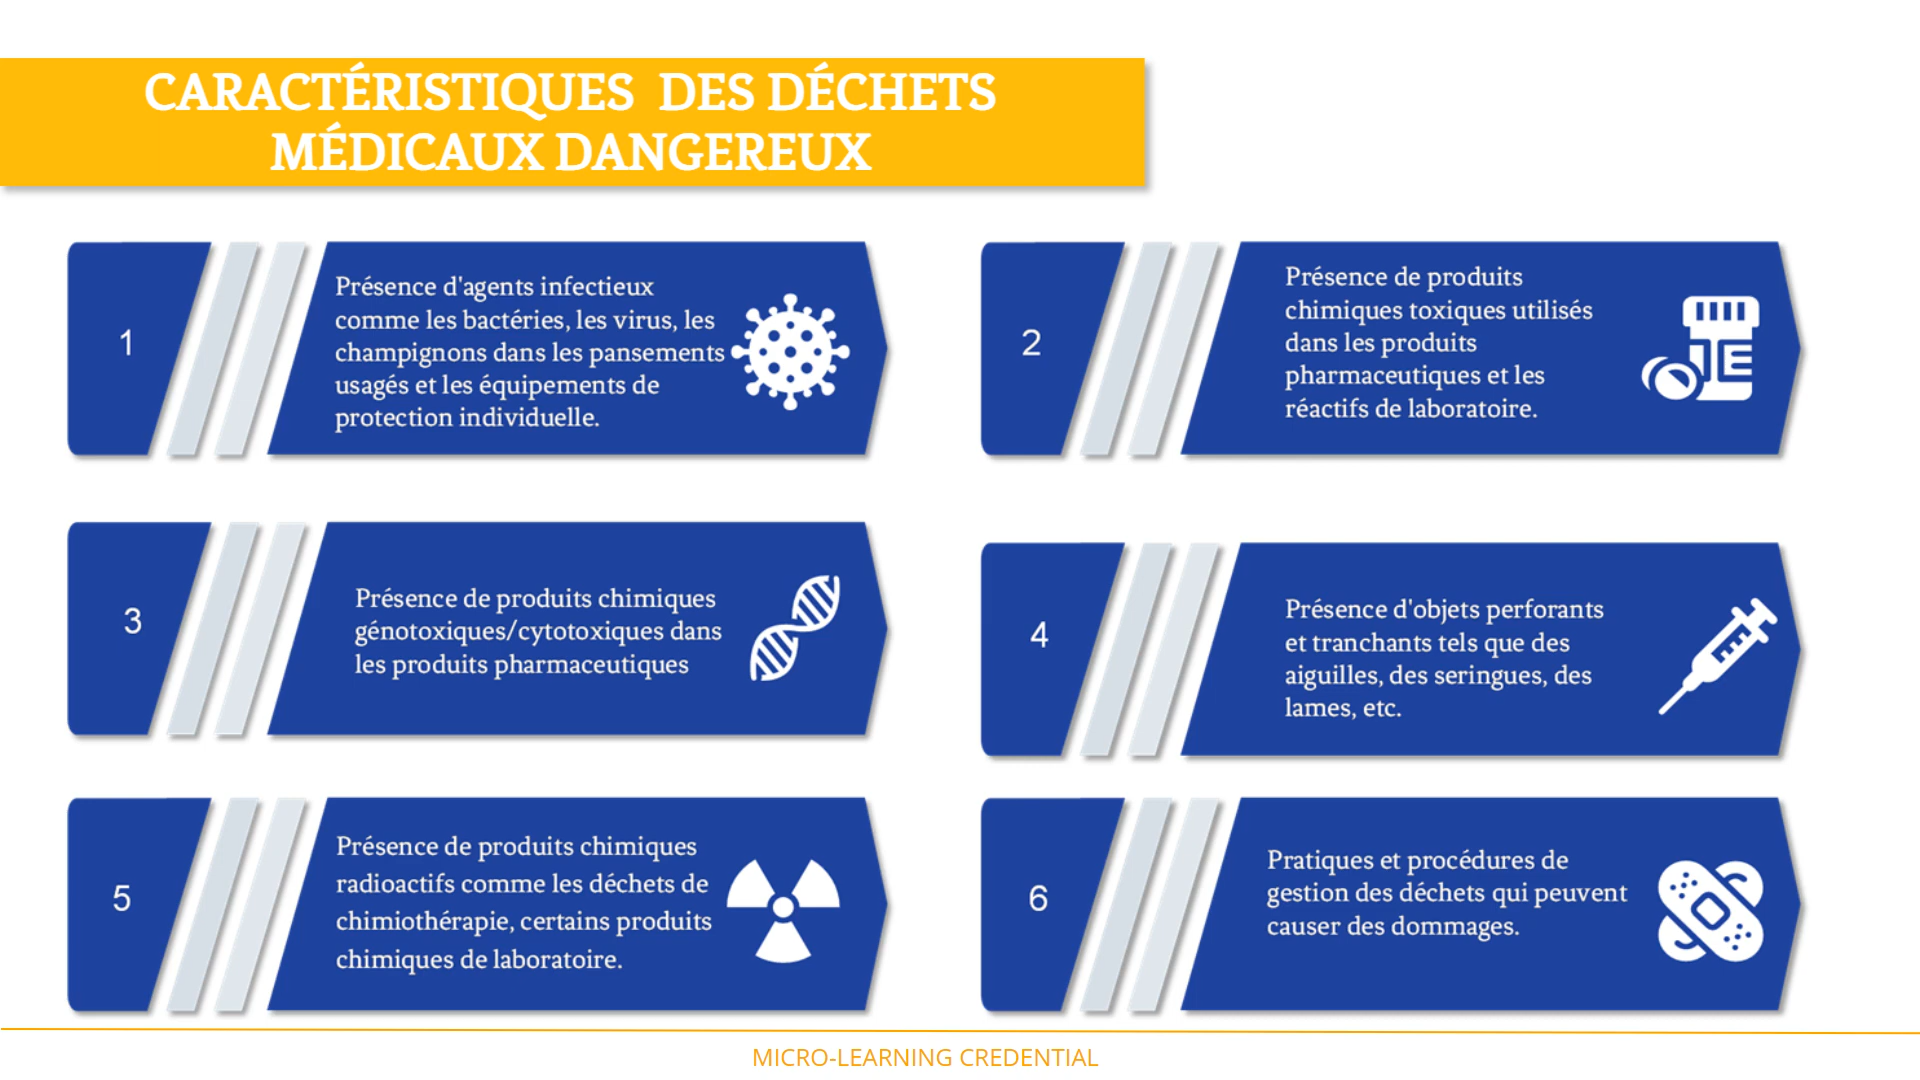 CARACTÉRISTIQUES DES DÉCHETS
MÉDICAUX DANGEREUX
1
Présence d'agents infectieux
comme les bactéries, les virus, les
champignons dans les pansements
usagés et les équipements de
protection individuelle.
2
Présence de produits
chimiques toxiques utilisés
dans les produits
pharmaceutiques et les
réactifs de laboratoire.
3
Présence de produits chimiques
génotoxiques/cytotoxiques dans
les produits pharmaceutiques
4
Présence d'objets perforants
et tranchants tels que des
aiguilles, des seringues, des
lames, etc.
5
Présence de produits chimiques
radioactifs comme les déchets de
chimiothérapie, certains produits
chimiques de laboratoire.
6
Pratiques et procédures de
gestion des déchets qui peuvent
causer des dommages.
MICRO-LEARNING CREDENTIAL